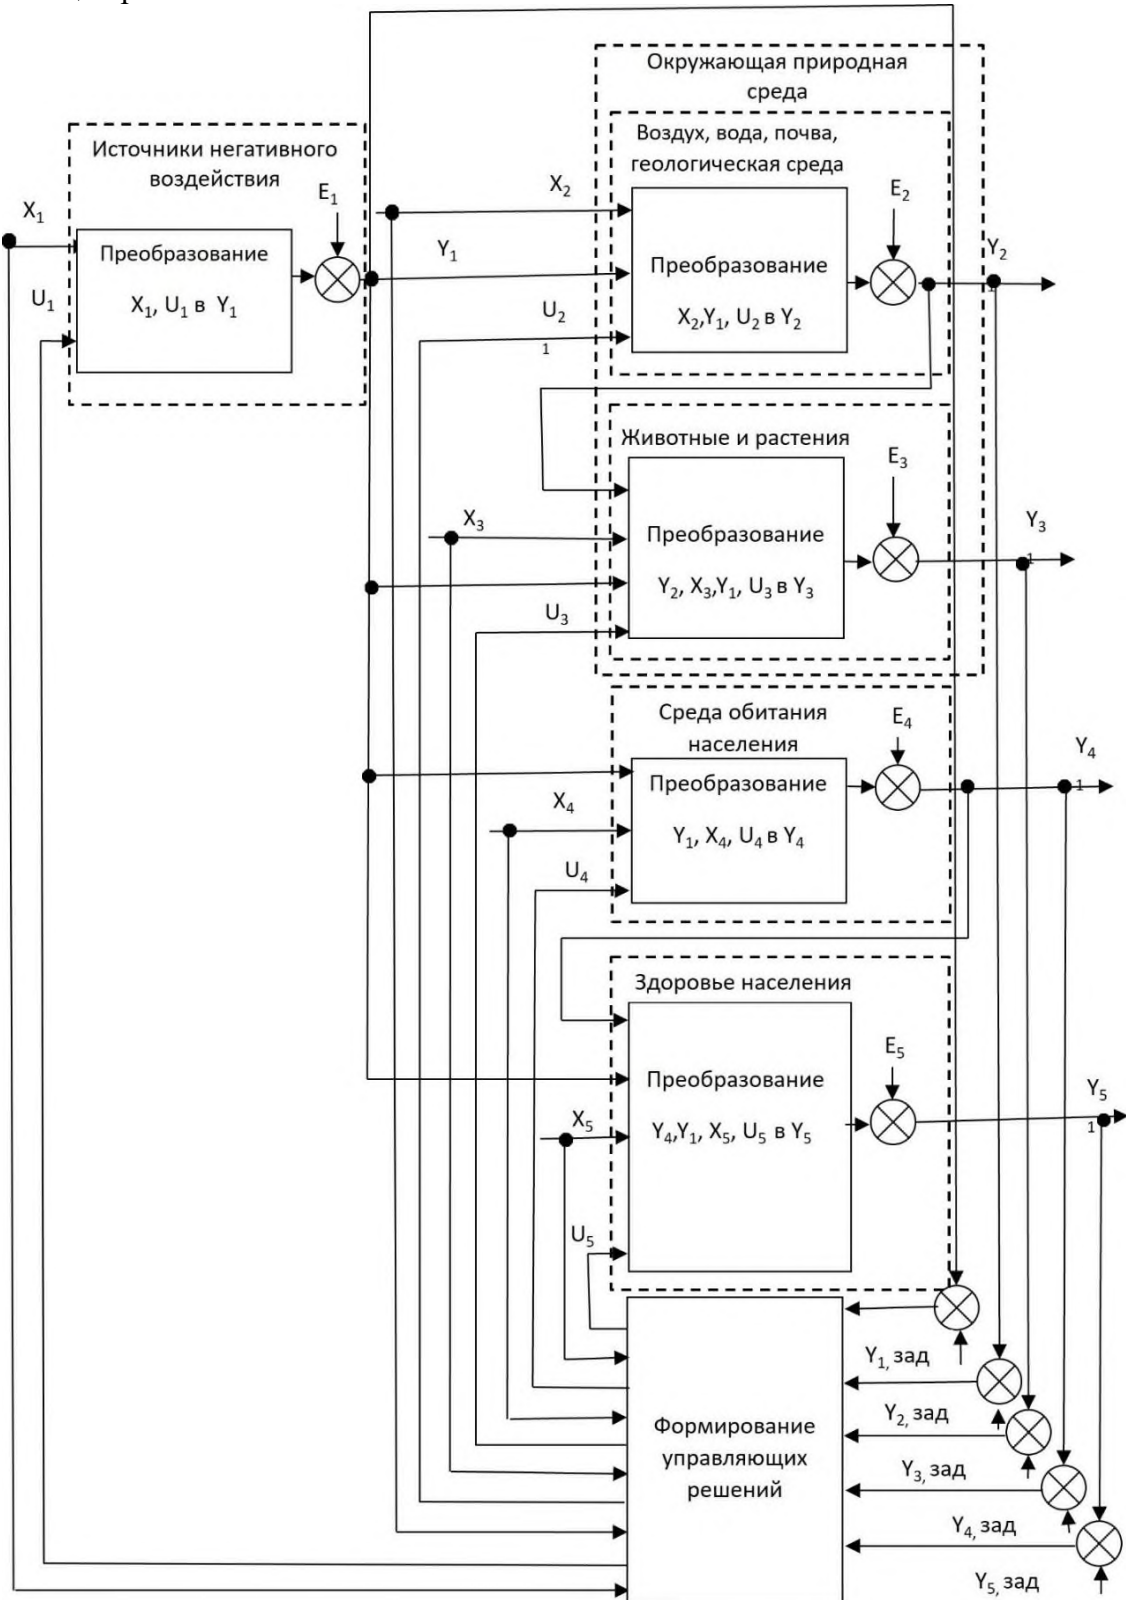 Окружающая природная
среда
Источники негативного
воздействия
Воздух, вода, почва,
геологическая среда
X1
E1
X2
E2
Преобразование
X1, U1 в Y1
U1
Y1
Y2
1
Преобразование
X2,Y1, U2 в Y2
U2
1
Животные и растения
E3
X3
Y3
1
Преобразование
Y2, X3,Y1, U3 в Y3
U3
Среда обитания
населения
E4
Y4
1
Преобразование
Y1, X4, U4 в Y4
X4
U4
Здоровье населения
E5
Преобразование
Y4,Y1, X5, U5 в Y5
X5
Y5
1
U5
Y1, зад
Y2, зад
Y3, зад
Y4, зад
Y5, зад
Формирование
управляющих
решений